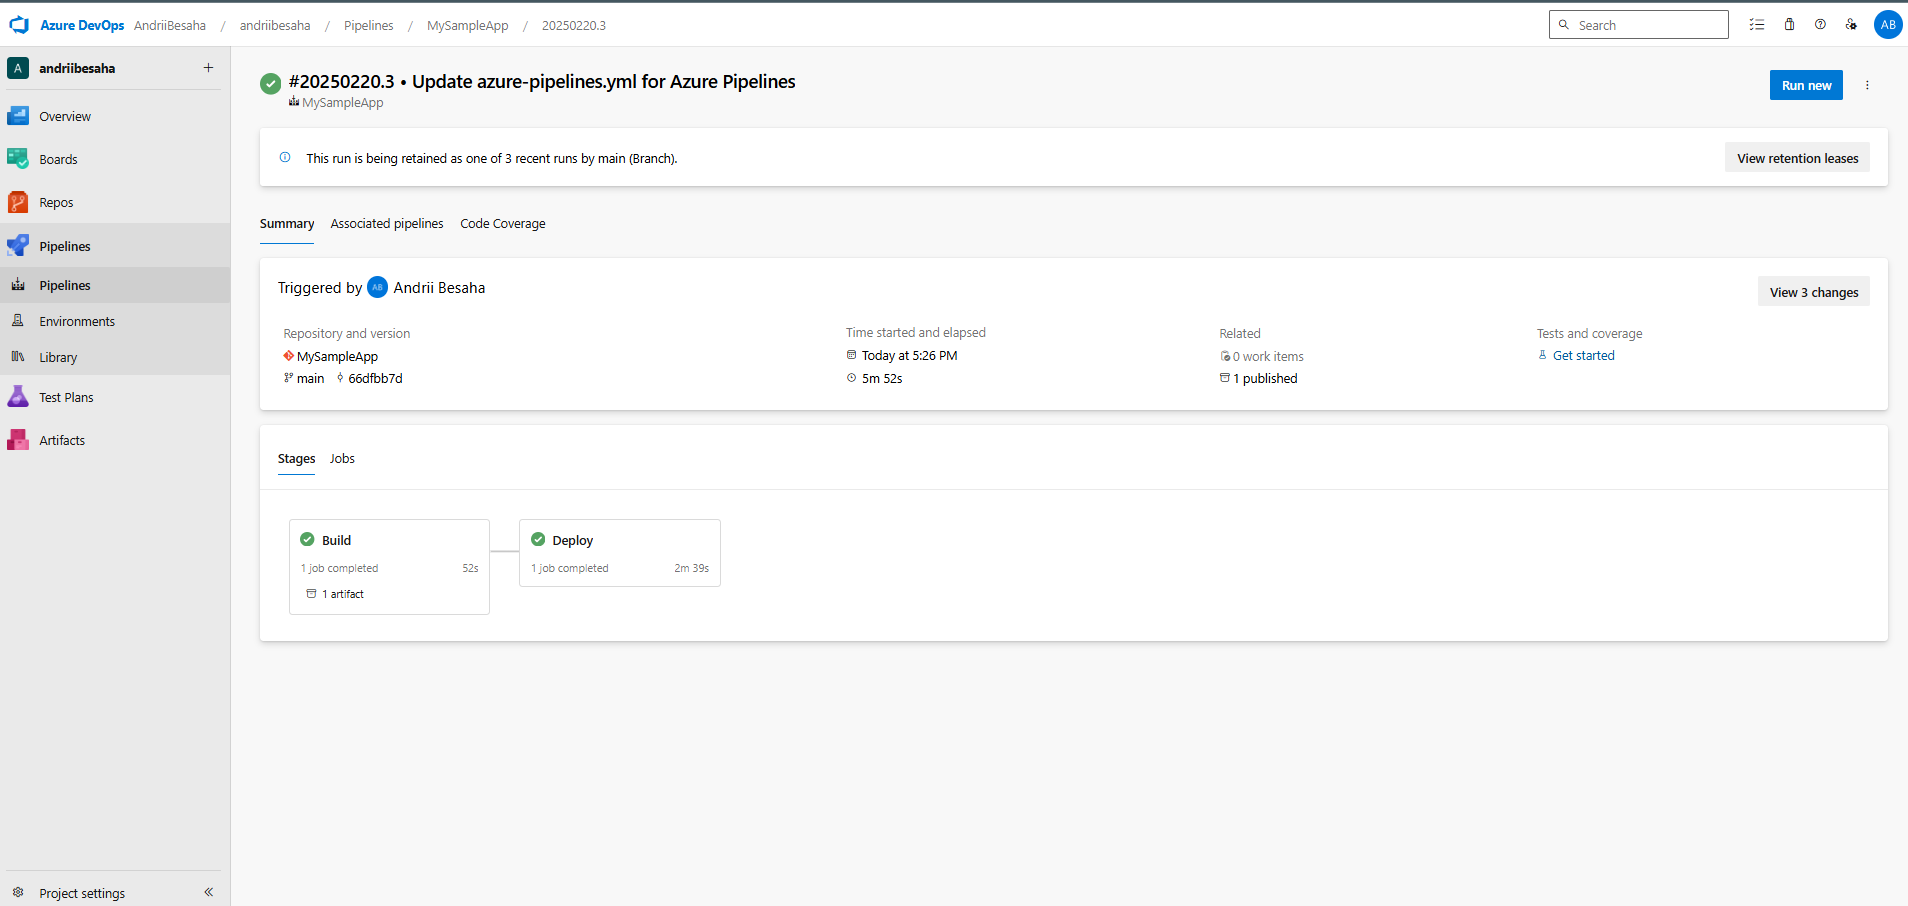 Azure DevOps AndriiBesaha / andriibesaha / Pipelines / MySampleApp / 20250220.3
Search
AB
A andriibesaha +
Overview
Boards
Repos
Pipelines
Pipelines
Environments
Library
Test Plans
Artifacts
Project settings
#20250220.3 • Update azure-pipelines.yml for Azure Pipelines
MySampleApp
Run new
This run is being retained as one of 3 recent runs by main (Branch).
View retention leases
Summary Associated pipelines Code Coverage
Triggered by AB Andrii Besaha
View 3 changes
Repository and version
MySampleApp
main 66dfbb7d
Time started and elapsed
Today at 5:26 PM
5m 52s
Related
0 work items
1 published
Tests and coverage
Get started
Stages Jobs
Build
1 job completed 52s
1 artifact
Deploy
1 job completed 2m 39s